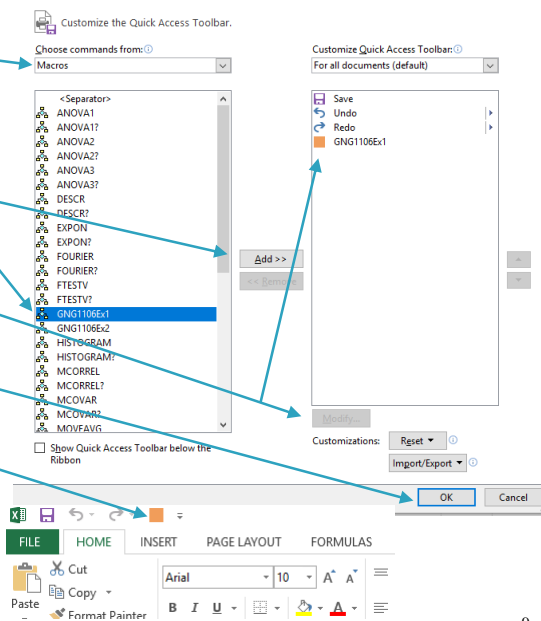 Customize the Quick Access Toolbar.
Choose commands from:
Macros
<Separator>
ANOVA1
ANOVA1?
ANOVA2
ANOVA2?
ANOVA3
ANOVA3?
DESCR
DESCR?
EXPON
EXPON?
FOURIER
FOURIER?
FTESTV
FTESTV?
GNG1106Ex1
GNG1106Ex2
HISTOGRAM
HISTOGRAM?
MCORREL
MCORREL?
MCOVAR
MCOVAR?
MOVEAVG
Show Quick Access Toolbar below the
Ribbon
Add >>
<< Remove
Customize Quick Access Toolbar:
For all documents (default)
Save
Undo
Redo
GNG1106Ex1
Modify...
Customizations: Reset
Import/Export
OK Cancel
FILE HOME INSERT PAGE LAYOUT FORMULAS
Cut
Copy
Paste
Format Painter
Arial 10 A A
B I U A